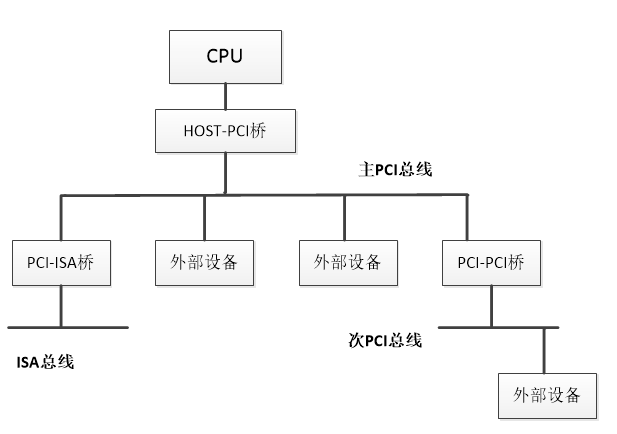 CPU
HOST-PCI桥
主PCI总线
PCI-ISA桥
外部设备
外部设备
PCI-PCI桥
ISA总线
次PCI总线
外部设备